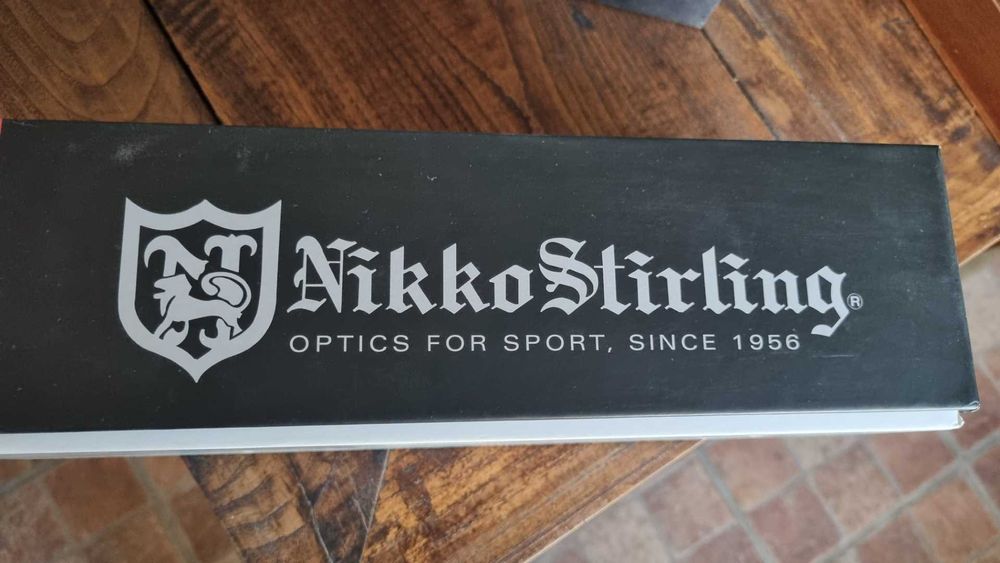 N
NikkoStirling®
OPTICS FOR SPORT, SINCE 1956